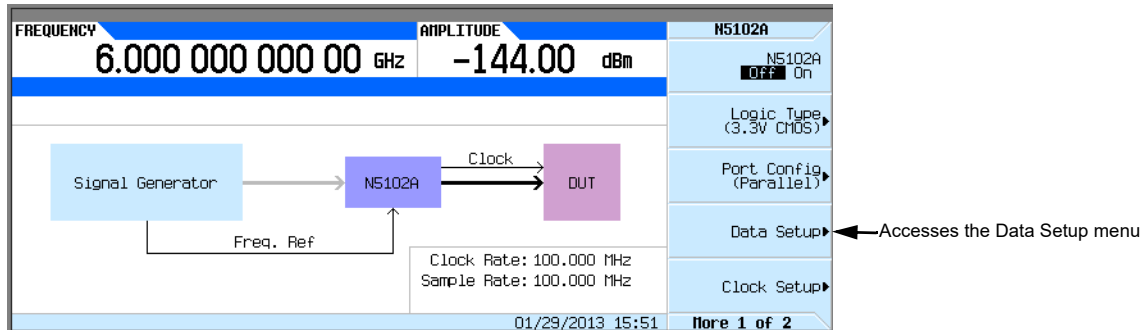 FREQUENCY
6.000 000 000 00 GHz
AMPLITUDE
-144.00 dBm
Signal Generator
N5102A
Clock
DUT
Freq. Ref
Clock Rate: 100.000 MHz
Sample Rate: 100.000 MHz
01/29/2013 15:51
N5102A
N5102A
Off On
Logic Type
(3.3V CMOS)
Port Config
(Parallel)
Data Setup
Accesses the Data Setup menu
Clock Setup
More 1 of 2